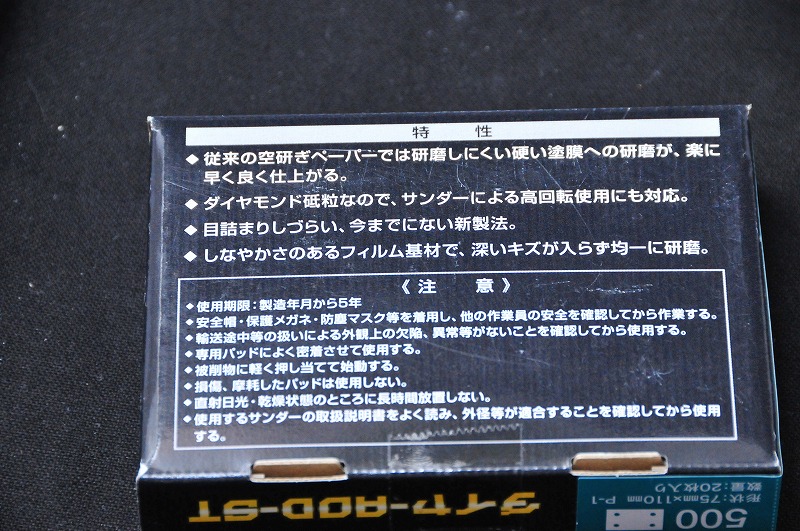 特 性
◆従来の空研ぎペーパーでは研磨しにくい硬い塗膜への研磨が、楽に
早く良く仕上がる。
◆ダイヤモンド砥粒なので、サンダーによる高回転使用にも対応。
◆目詰まりしづらい、今までにない新製法。
◆しなやかさのあるフィルム基材で、深いキズが入らず均一に研磨。
《注 意》
◆使用期限：製造年月から5年
◆安全帽・保護メガネ・防塵マスク等を着用し、他の作業員の安全を確認してから作業する。
◆輸送途中等の扱いによる外観上の欠陥、異常等がないことを確認してから使用する。
◆専用パッドによく密着させて使用する。
◆被削物に軽く押し当てて始動する。
◆損傷、摩耗したパッドは使用しない。
◆直射日光・乾燥状態のところに長時間放置しない。
◆使用するサンダーの取扱説明書をよく読み、外径等が適合することを確認してから使用
する。
ダイヤ-AOD-ST
500
形状：75mm×110mm P-1
数量：20枚入り